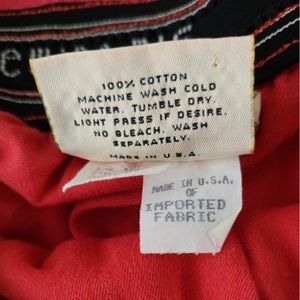 100% COTTON
MACHINE WASH COLD
WATER. TUMBLE DRY.
LIGHT PRESS IF DESIRE.
NO BLEACH. WASH
SEPARATELY.
MADE IN U.S.A.
MADE IN U.S.A.
OF
IMPORTED
FABRIC